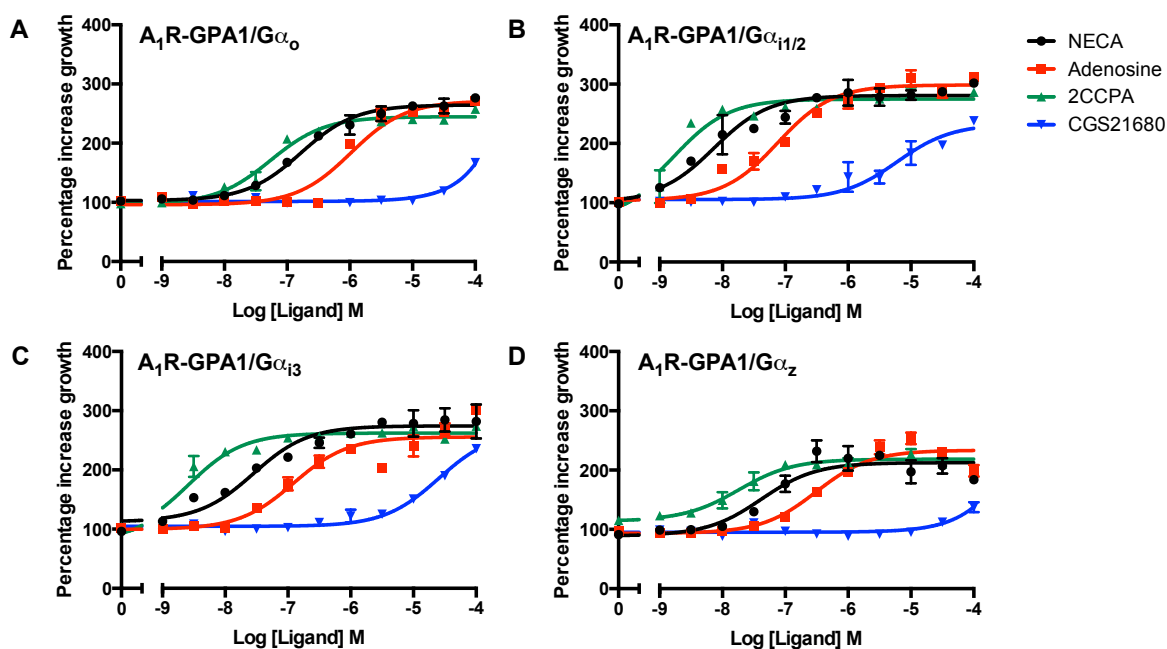 A
A₁R-GPA1/Gαo
Percentage increase growth
400
300
200
100
0
0
-9
-8
-7
-6
-5
-4
Log [Ligand] M
B
A₁R-GPA1/Gαi1/2
Percentage increase growth
400
300
200
100
0
0
-9
-8
-7
-6
-5
-4
Log [Ligand] M
NECA
Adenosine
2CCPA
CGS21680
C
A₁R-GPA1/Gαi3
Percentage increase growth
400
300
200
100
0
0
-9
-8
-7
-6
-5
-4
Log [Ligand] M
D
A₁R-GPA1/Gαz
Percentage increase growth
400
300
200
100
0
0
-9
-8
-7
-6
-5
-4
Log [Ligand] M